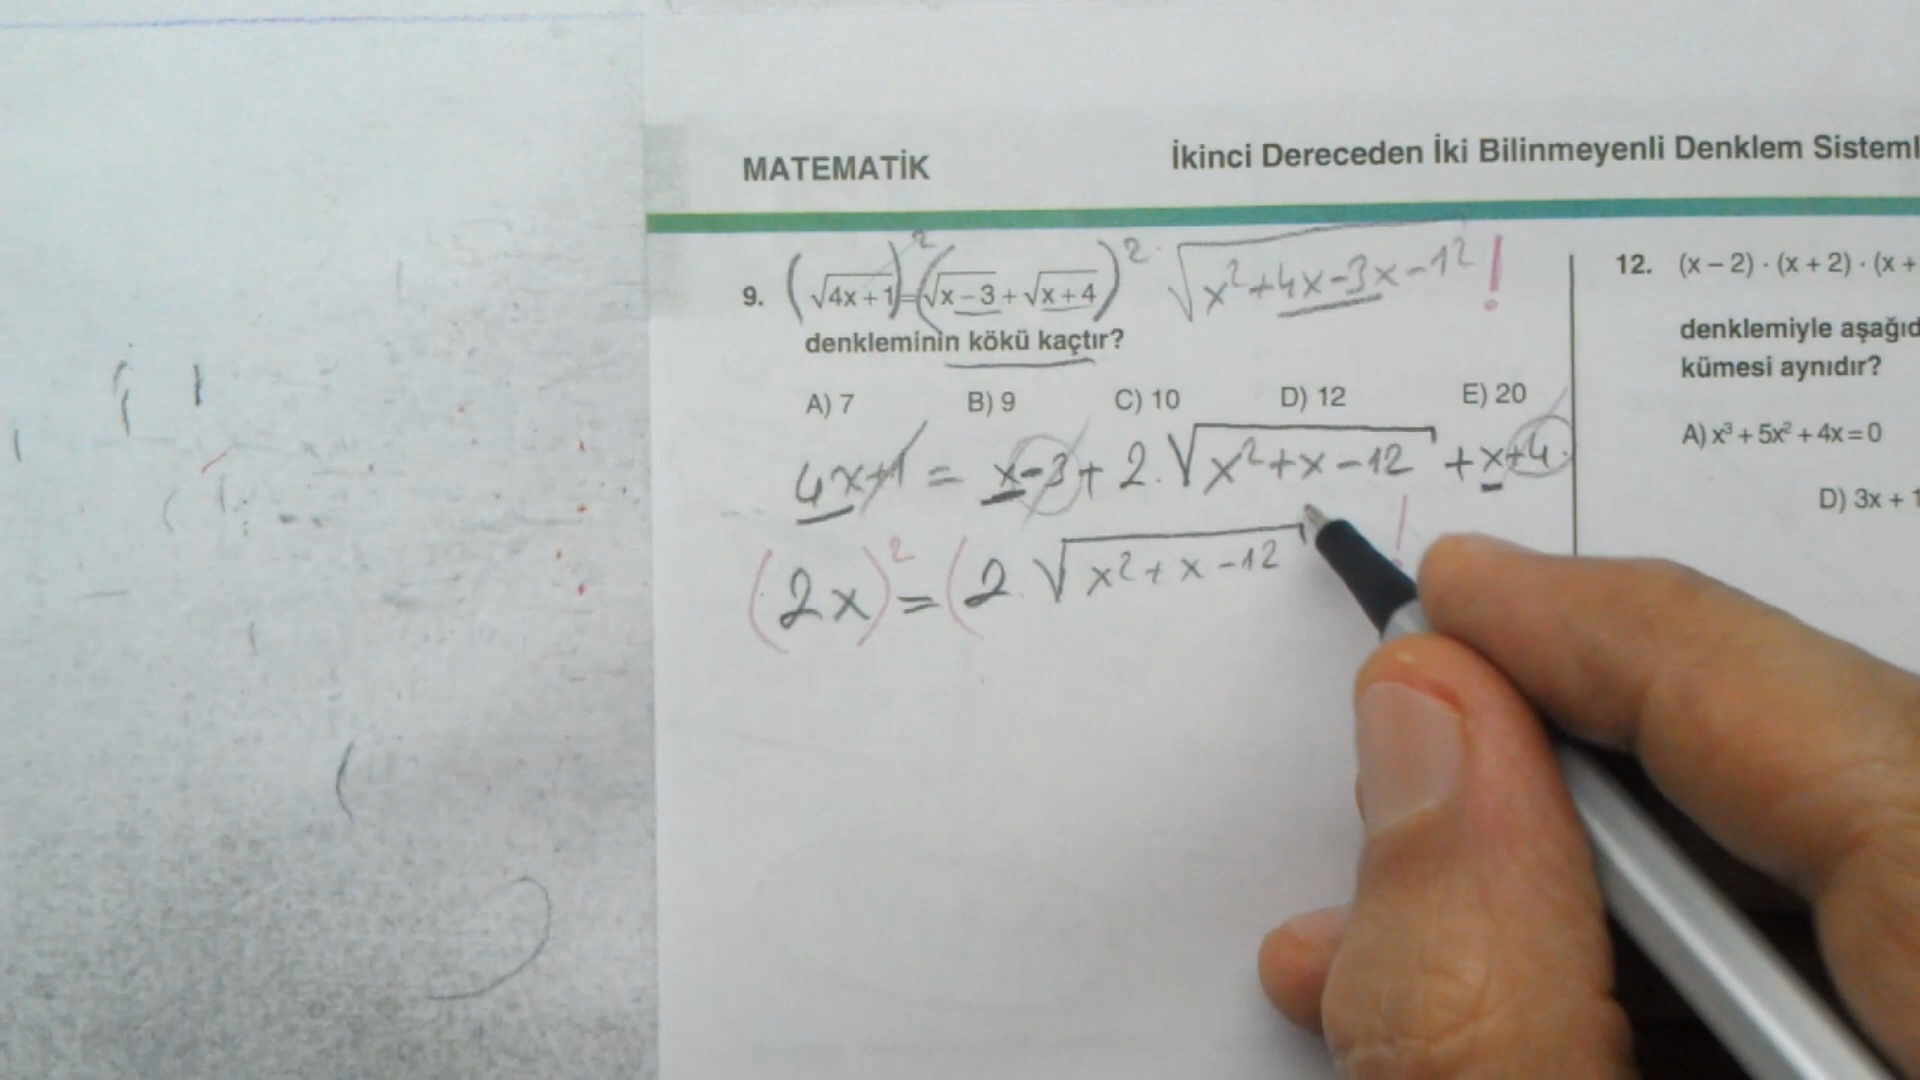 MATEMATİK
İkinci Dereceden İki Bilinmeyenli Denklem
9. (√4x + 1)² = (√x – 3 + √x + 4)² √x²+4x-3x-12 !
denkleminin kökü kaçtır?
A) 7 B) 9 C) 10 D) 12 E) 20
4x+1 = x-3+2.√x²+x-12 +x+4
(2x)² = (2.√x²+x-12 !
12. (x – 2) · (x + 2) · (x +
denklemiyle
kümesi aynıdır?
A) x³ + 5x² + 4x = 0
D) 3x + 1